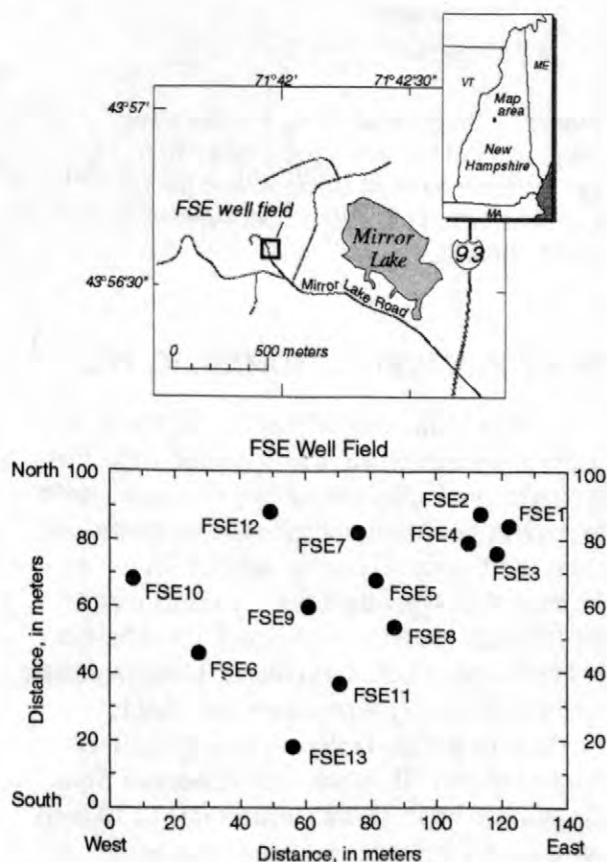 71°42'
71°42'30"
43°57'
VT
ME
Map
area
New
Hampshire
MA
FSE well field
Mirror
Lake
93
43°56'30"
Mirror Lake Road
0 500 meters
FSE Well Field
North 100
100
80
80
60
60
40
40
20
20
South 0
Distance, in meters
FSE12
FSE2
FSE1
FSE7
FSE4
FSE3
FSE10
FSE5
FSE9
FSE8
FSE6
FSE11
FSE13
0 20 40 60 80 100 120 140
West
East
Distance, in meters